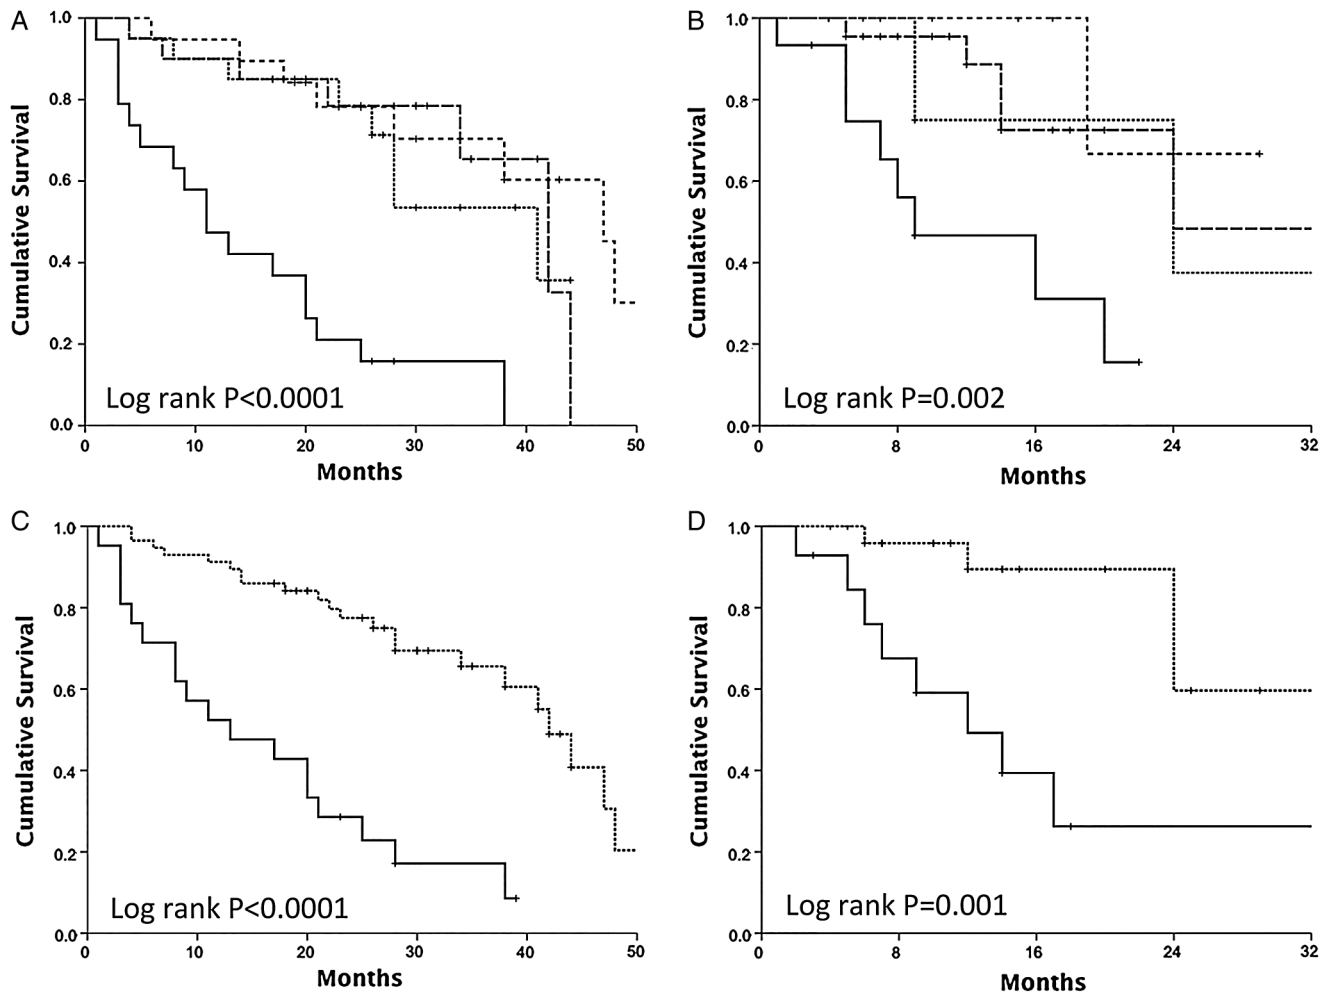 A
Cumulative Survival
1.0
0.8
0.6
0.4
0.2
0.0
Log rank P<0.0001
0 10 20 30 40 50
Months
B
Cumulative Survival
1.0
0.8
0.6
0.4
0.2
0.0
Log rank P=0.002
0 8 16 24 32
Months
C
Cumulative Survival
1.0
0.8
0.6
0.4
0.2
0.0
Log rank P<0.0001
0 10 20 30 40 50
Months
D
Cumulative Survival
1.0
0.8
0.6
0.4
0.2
0.0
Log rank P=0.001
0 8 16 24 32
Months